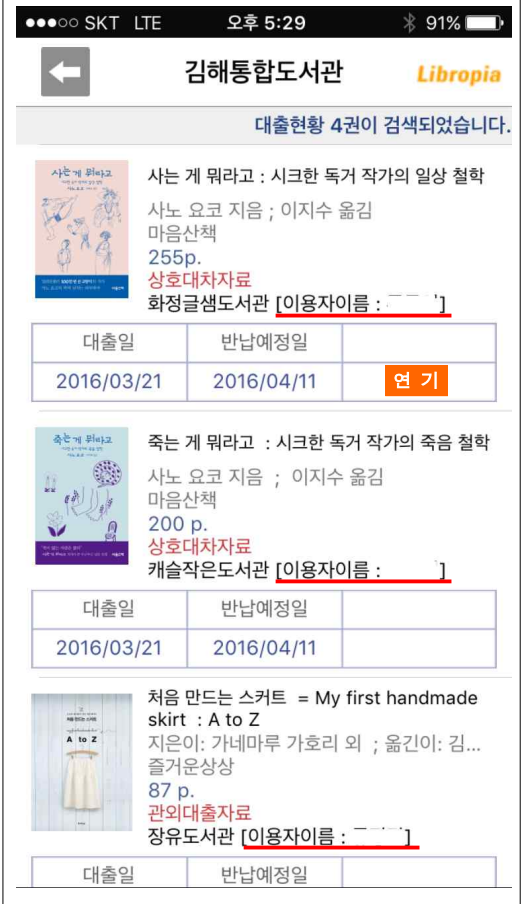 SKT LTE 오후 5:29 91%
김해통합도서관 Libropia
대출현황 4권이 검색되었습니다.
사는 게 뭐라고
사는 게 뭐라고 : 시크한 독거 작가의 일상 철학
사노 요코 지음 ; 이지수 옮김
마음산책
255p.
상호대차자료
화정글샘도서관 [이용자이름 : ]
대출일 반납예정일
2016/03/21 2016/04/11 연 기
죽는 게 뭐라고
죽는 게 뭐라고 : 시크한 독거 작가의 죽음 철학
사노 요코 지음 ; 이지수 옮김
마음산책
200 p.
상호대차자료
캐슬작은도서관 [이용자이름 : ]
대출일 반납예정일
2016/03/21 2016/04/11
처음 만드는 스커트
A to Z
처음 만드는 스커트 = My first handmade
skirt : A to Z
지은이: 가네마루 가호리 외 ; 옮긴이: 김...
즐거운상상
87 p.
관외대출자료
장유도서관 [이용자이름 : ]
대출일 반납예정일